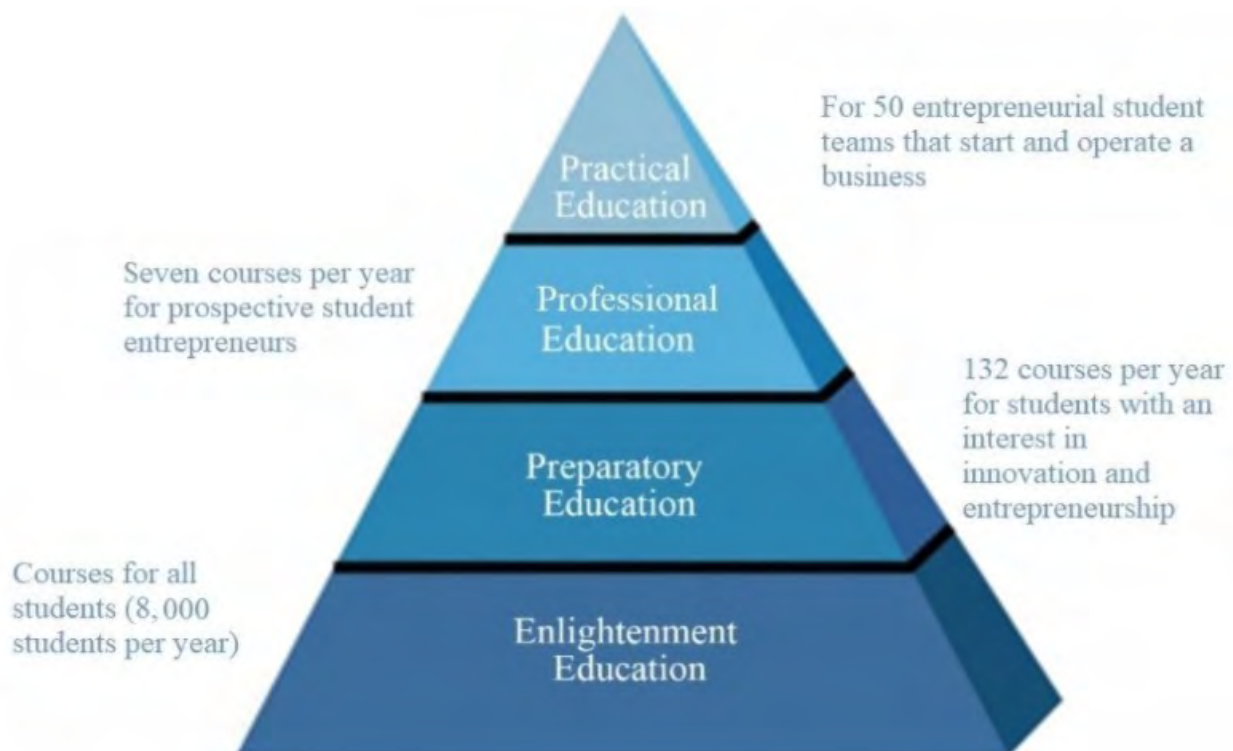 For 50 entrepreneurial student
teams that start and operate a
business
Practical
Education
Seven courses per year
for prospective student
entrepreneurs
Professional
Education
132 courses per year
for students with an
interest in
innovation and
entrepreneurship
Preparatory
Education
Courses for all
students (8, 000
students per year)
Enlightenment
Education